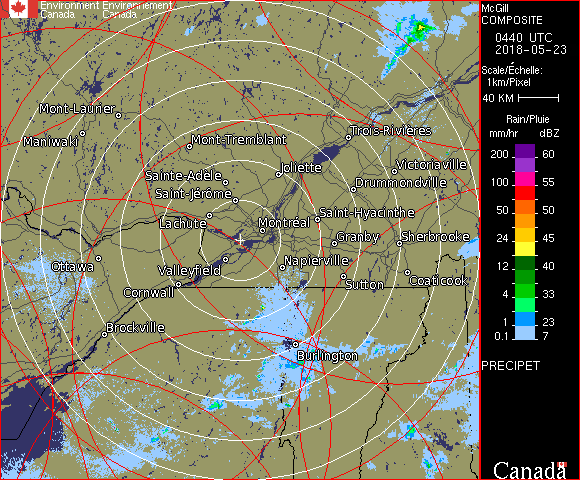 Environment Environnement
Canada Canada
McGill
COMPOSITE
0440 UTC
2018-05-23
Scale/Échelle:
1km/Pixel
40 KM
Rain/Pluie
mm/hr dBZ
200 60
100 55
50 50
24 45
12 40
4 33
1 23
0.1 7
PRECIPET
Canada
Mont-Laurier
Maniwaki
Mont-Tremblant
Trois-Rivières
Joliette
Victoriaville
Sainte-Adèle
Drummondville
Saint-Jérôme
Saint-Hyacinthe
Lachute
Montréal
Granby
Sherbrooke
Ottawa
Valleyfield
Napierville
Cornwall
Sutton
Coaticook
Brockville
Burlington